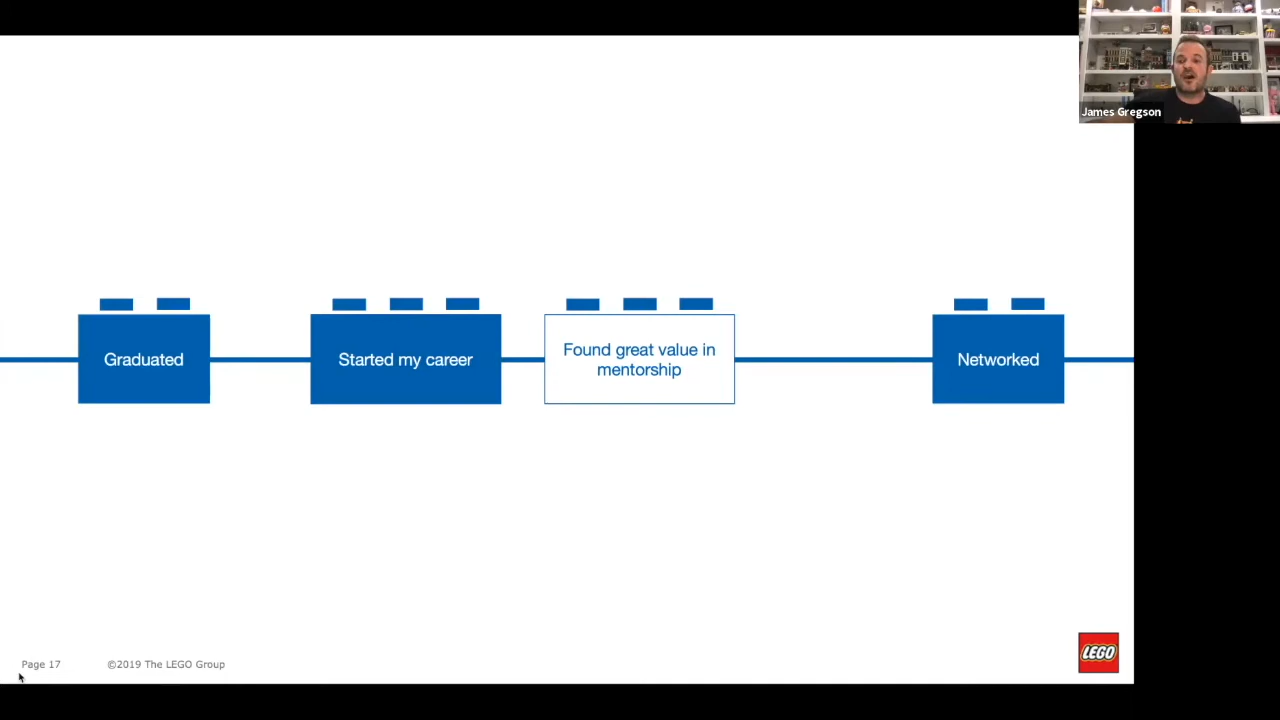 James Gregson
Graduated
Started my career
Found great value in
mentorship
Networked
Page 17
©2019 The LEGO Group
LEGO